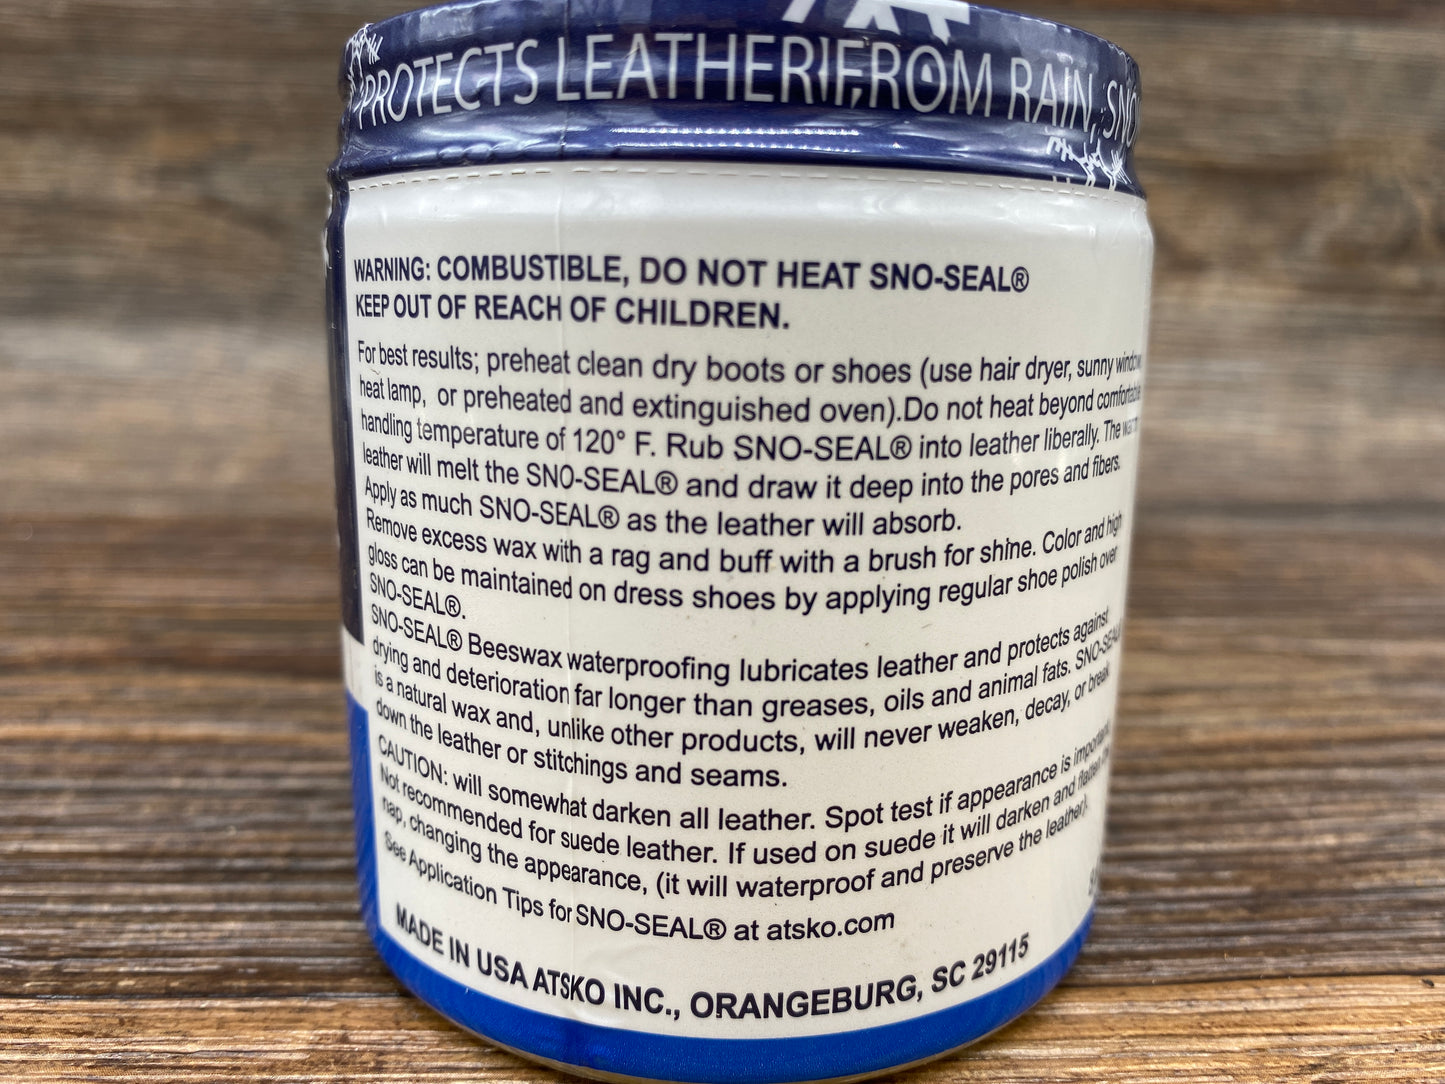 PROTECTS LEATHER FROM RAIN, SNO
WARNING: COMBUSTIBLE, DO NOT HEAT SNO-SEAL®
KEEP OUT OF REACH OF CHILDREN.
For best results; preheat clean dry boots or shoes (use hair dryer, sunny window,
heat lamp, or preheated and extinguished oven).Do not heat beyond comfortable
handling temperature of 120° F. Rub SNO-SEAL® into leather liberally. The warm
leather will melt the SNO-SEAL® and draw it deep into the pores and fibers.
Apply as much SNO-SEAL® as the leather will absorb.
Remove excess wax with a rag and buff with a brush for shine. Color and high
gloss can be maintained on dress shoes by applying regular shoe polish over
SNO-SEAL®.
SNO-SEAL® Beeswax waterproofing lubricates leather and protects against
drying and deterioration far longer than greases, oils and animal fats. SNO-SEAL®
is a natural wax and, unlike other products, will never weaken, decay, or break
down the leather or stitchings and seams.
CAUTION: will somewhat darken all leather. Spot test if appearance is important.
Not recommended for suede leather. If used on suede it will darken and flatten
nap, changing the appearance, (it will waterproof and preserve the leather).
See Application Tips for SNO-SEAL® at atsko.com
MADE IN USA ATSKO INC., ORANGEBURG, SC 29115